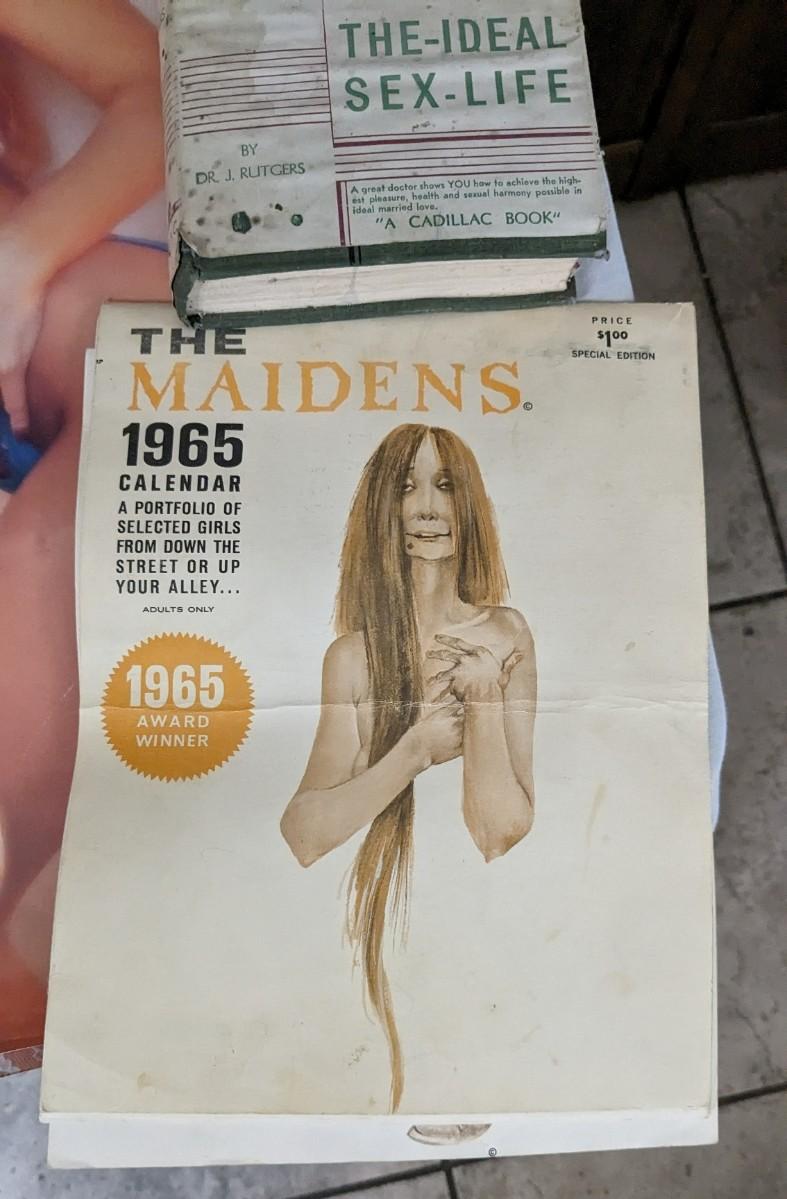 THE-IDEAL
SEX-LIFE
BY
DR. J. RUTGERS
A great doctor shows YOU how to achieve the high-
est pleasure, health and sexual harmony possible in
ideal married love.
"A CADILLAC BOOK"
THE
MAIDENS©
1965
CALENDAR
A PORTFOLIO OF
SELECTED GIRLS
FROM DOWN THE
STREET OR UP
YOUR ALLEY...
ADULTS ONLY
PRICE
$1.00
SPECIAL EDITION
1965
AWARD
WINNER
©